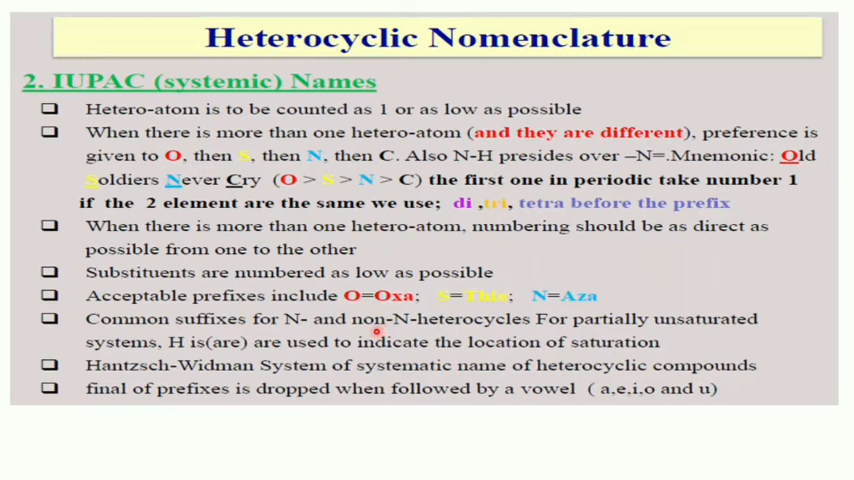 Heterocyclic Nomenclature
2. IUPAC (systemic) Names
❑ Hetero-atom is to be counted as 1 or as low as possible
❑ When there is more than one hetero-atom (and they are different), preference is
given to O, then S, then N, then C. Also N-H presides over –N=.Mnemonic: Old
Soldiers Never Cry (O > S > N > C) the first one in periodic take number 1
if the 2 element are the same we use; di ,tri, tetra before the prefix
❑ When there is more than one hetero-atom, numbering should be as direct as
possible from one to the other
❑ Substituents are numbered as low as possible
❑ Acceptable prefixes include O=Oxa; S=Thia; N=Aza
❑ Common suffixes for N- and non-N-heterocycles For partially unsaturated
systems, H is(are) are used to indicate the location of saturation
❑ Hantzsch-Widman System of systematic name of heterocyclic compounds
❑ final of prefixes is dropped when followed by a vowel ( a,e,i,o and u)